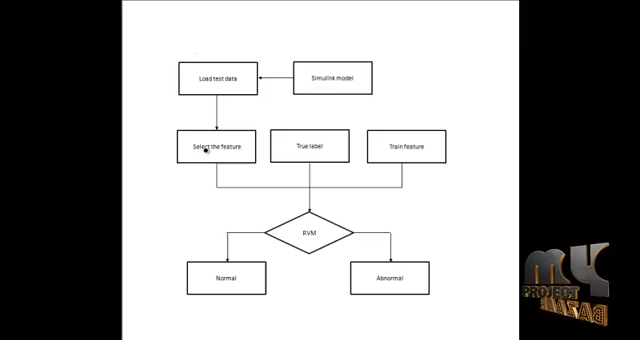 Load test data
Simulink model
Select the feature
True label
Train feature
RVM
Normal
Abnormal
MY
PROJECT
BAZAAR